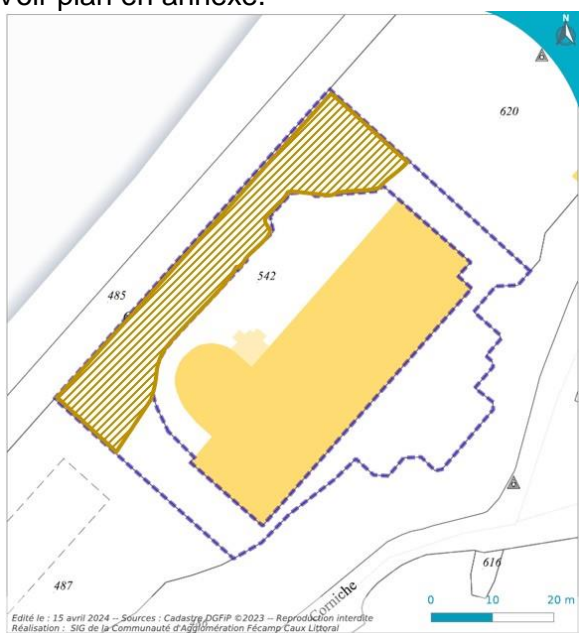 voir plan en annexe.
N
620
542
485
487
616
Corniche
0 10 20 m
Edité le : 15 avril 2024 -- Sources : Cadastre DGFiP ©2023 -- Reproduction interdite
Réalisation : SIG de la Communauté d'Agglomération Fécamp Caux Littoral